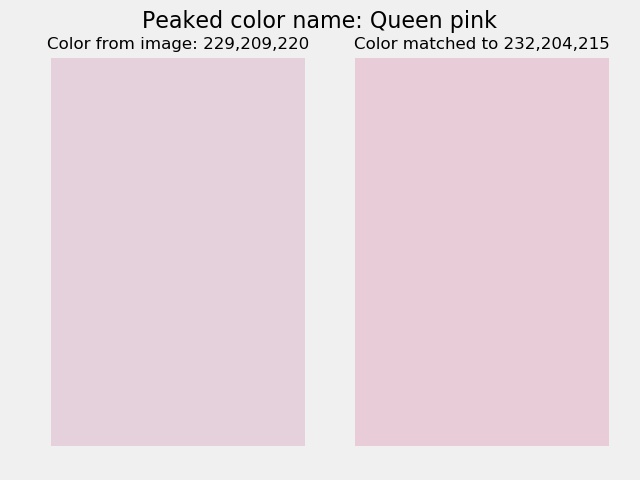 Peaked color name: Queen pink
Color from image: 229,209,220
Color matched to 232,204,215